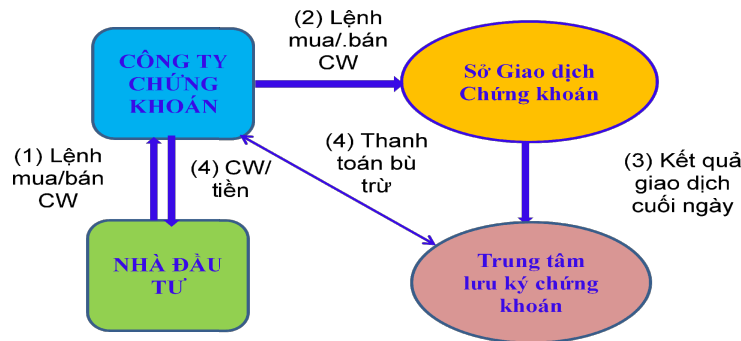 (2) Lệnh
mua/.bán
CW
CÔNG TY
CHỨNG
KHOÁN
Sở Giao dịch
Chứng khoán
(1) Lệnh
mua/bán
CW
(4) CW/
tiền
(4) Thanh
toán bù
trừ
(3) Kết quả
giao dịch
cuối ngày
NHÀ ĐẦU
TƯ
Trung tâm
lưu ký chứng
khoán